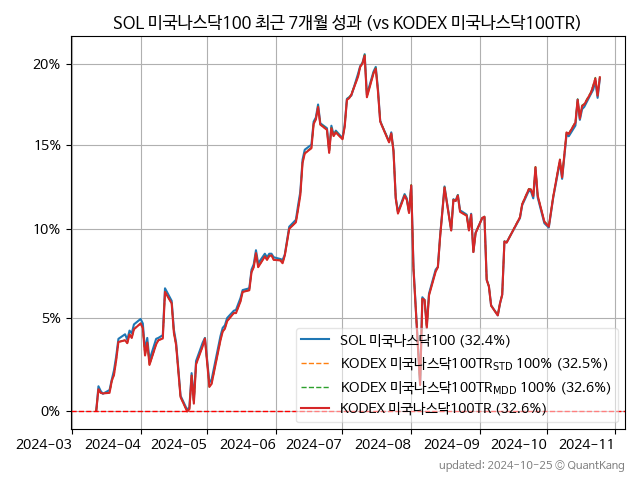 SOL 미국나스닥100 최근 7개월 성과 (vs KODEX 미국나스닥100TR)
20%
15%
10%
5%
0%
SOL 미국나스닥100 (32.4%)
KODEX 미국나스닥100TR_STD 100% (32.5%)
KODEX 미국나스닥100TR_MDD 100% (32.6%)
KODEX 미국나스닥100TR (32.6%)
2024-03 2024-04 2024-05 2024-06 2024-07 2024-08 2024-09 2024-10 2024-11
updated: 2024-10-25 © QuantKang